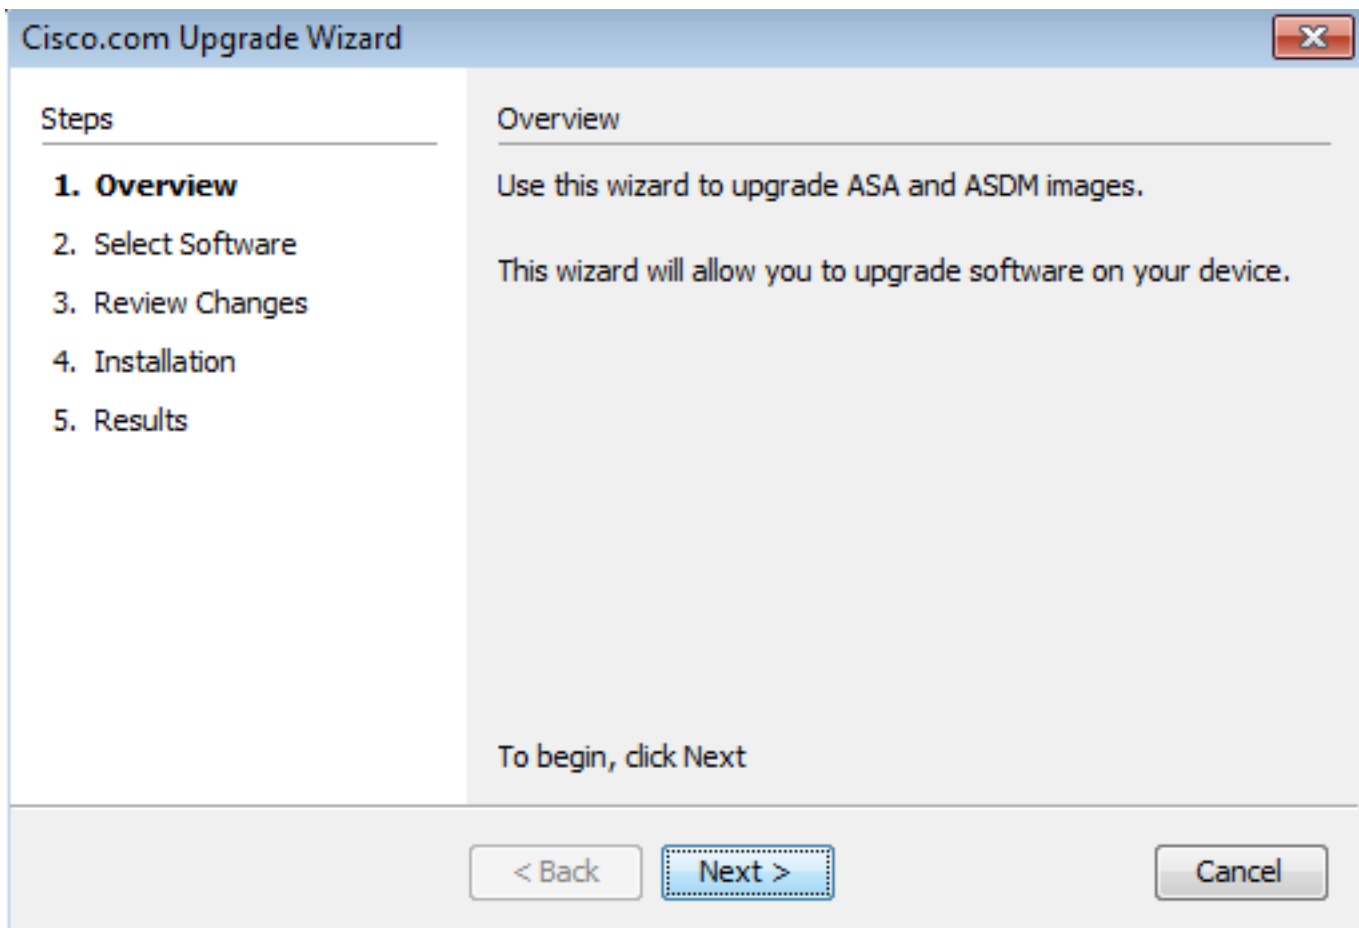 Cisco.com Upgrade Wizard
Steps
1. Overview
2. Select Software
3. Review Changes
4. Installation
5. Results
Overview
Use this wizard to upgrade ASA and ASDM images.
This wizard will allow you to upgrade software on your device.
To begin, click Next
< Back
Next >
Cancel